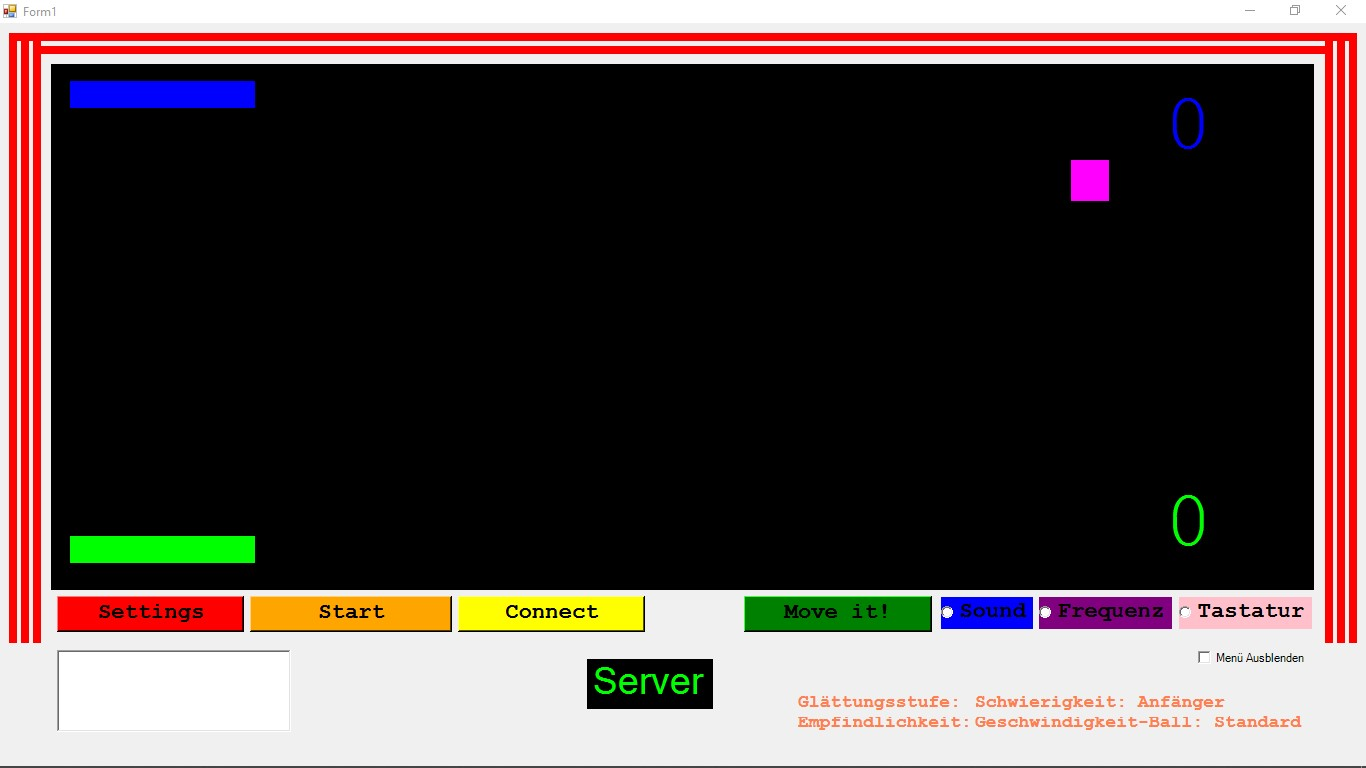 Form1
0
0
Settings Start Connect Move it! Sound Frequenz Tastatur
Menü Ausblenden
Server
Glättungsstufe: Schwierigkeit: Anfänger
Empfindlichkeit: Geschwindigkeit-Ball: Standard